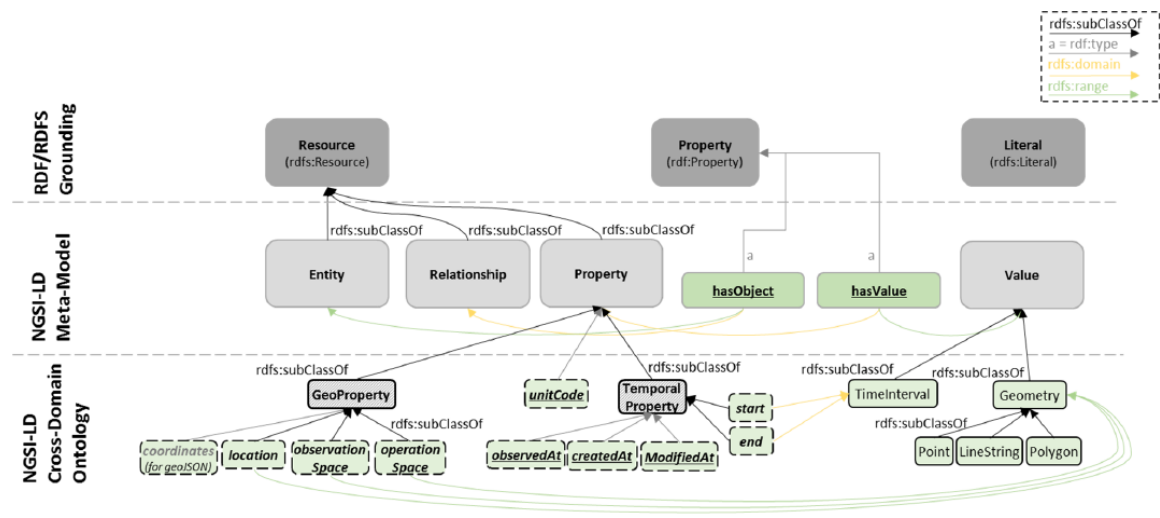 rdfs:subClassOf
a = rdf:type
rdfs:domain
rdfs:range
RDF/RDFS
Grounding
Resource
(rdfs:Resource)
Property
(rdf:Property)
Literal
(rdfs:Literal)
NGSI-LD
Meta-Model
rdfs:subClassOf
rdfs:subClassOf
rdfs:subClassOf
a
a
Entity
Relationship
Property
hasObject
hasValue
Value
NGSI-LD
Cross-Domain
Ontology
rdfs:subClassOf
rdfs:subClassOf
rdfs:subClassOf
rdfs:subClassOf
GeoProperty
unitCode
Temporal
Property
start
end
TimeInterval
Geometry
rdfs:subClassOf
rdfs:subClassOf
coordinates
(for geoJSON)
location
observation
Space
operation
Space
observedAt
createdAt
ModifiedAt
Point
LineString
Polygon